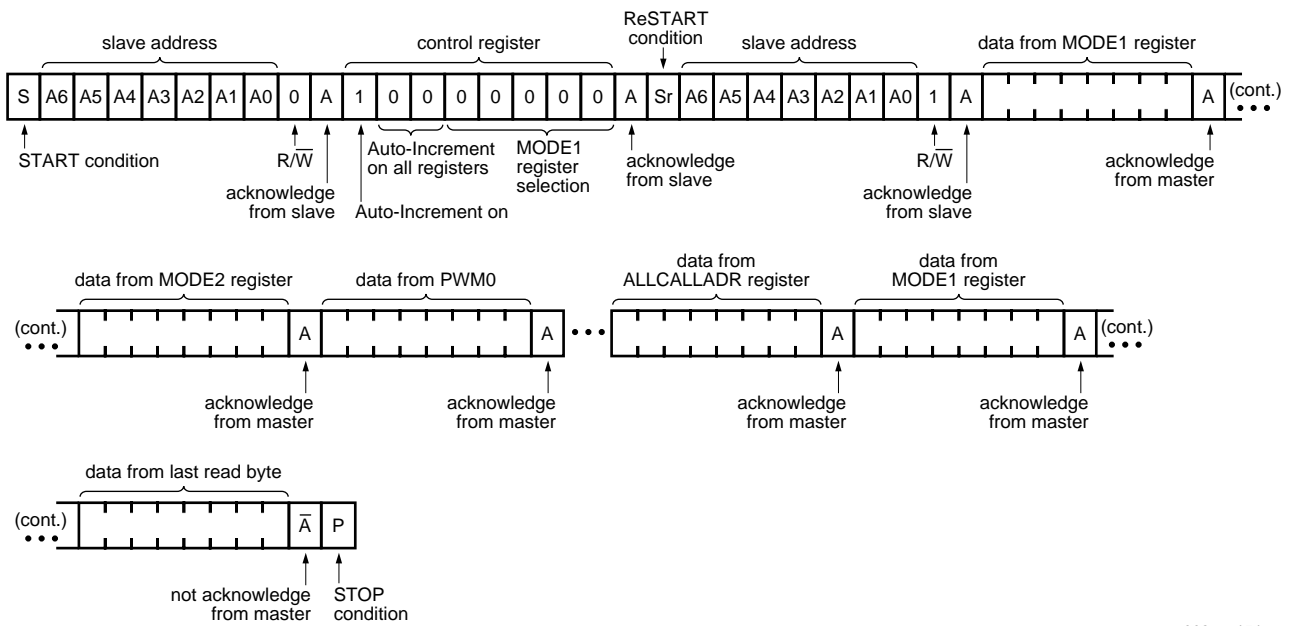 ReSTART
condition
slave address
control register
slave address
data from MODE1 register
S A6 A5 A4 A3 A2 A1 A0 0 A 1 0 0 0 0 0 0 0 A Sr A6 A5 A4 A3 A2 A1 A0 1 A A (cont.)
START condition
R/W̅
acknowledge
from slave
Auto-Increment on
Auto-Increment
on all registers
MODE1
register
selection
acknowledge
from slave
R/W̅
acknowledge
from slave
acknowledge
from master
data from MODE2 register
data from PWM0
data from
ALLCALLADR register
data from
MODE1 register
(cont.) A A A A (cont.)
acknowledge
from master
acknowledge
from master
acknowledge
from master
acknowledge
from master
data from last read byte
(cont.) A̅ P
not acknowledge
from master
STOP
condition